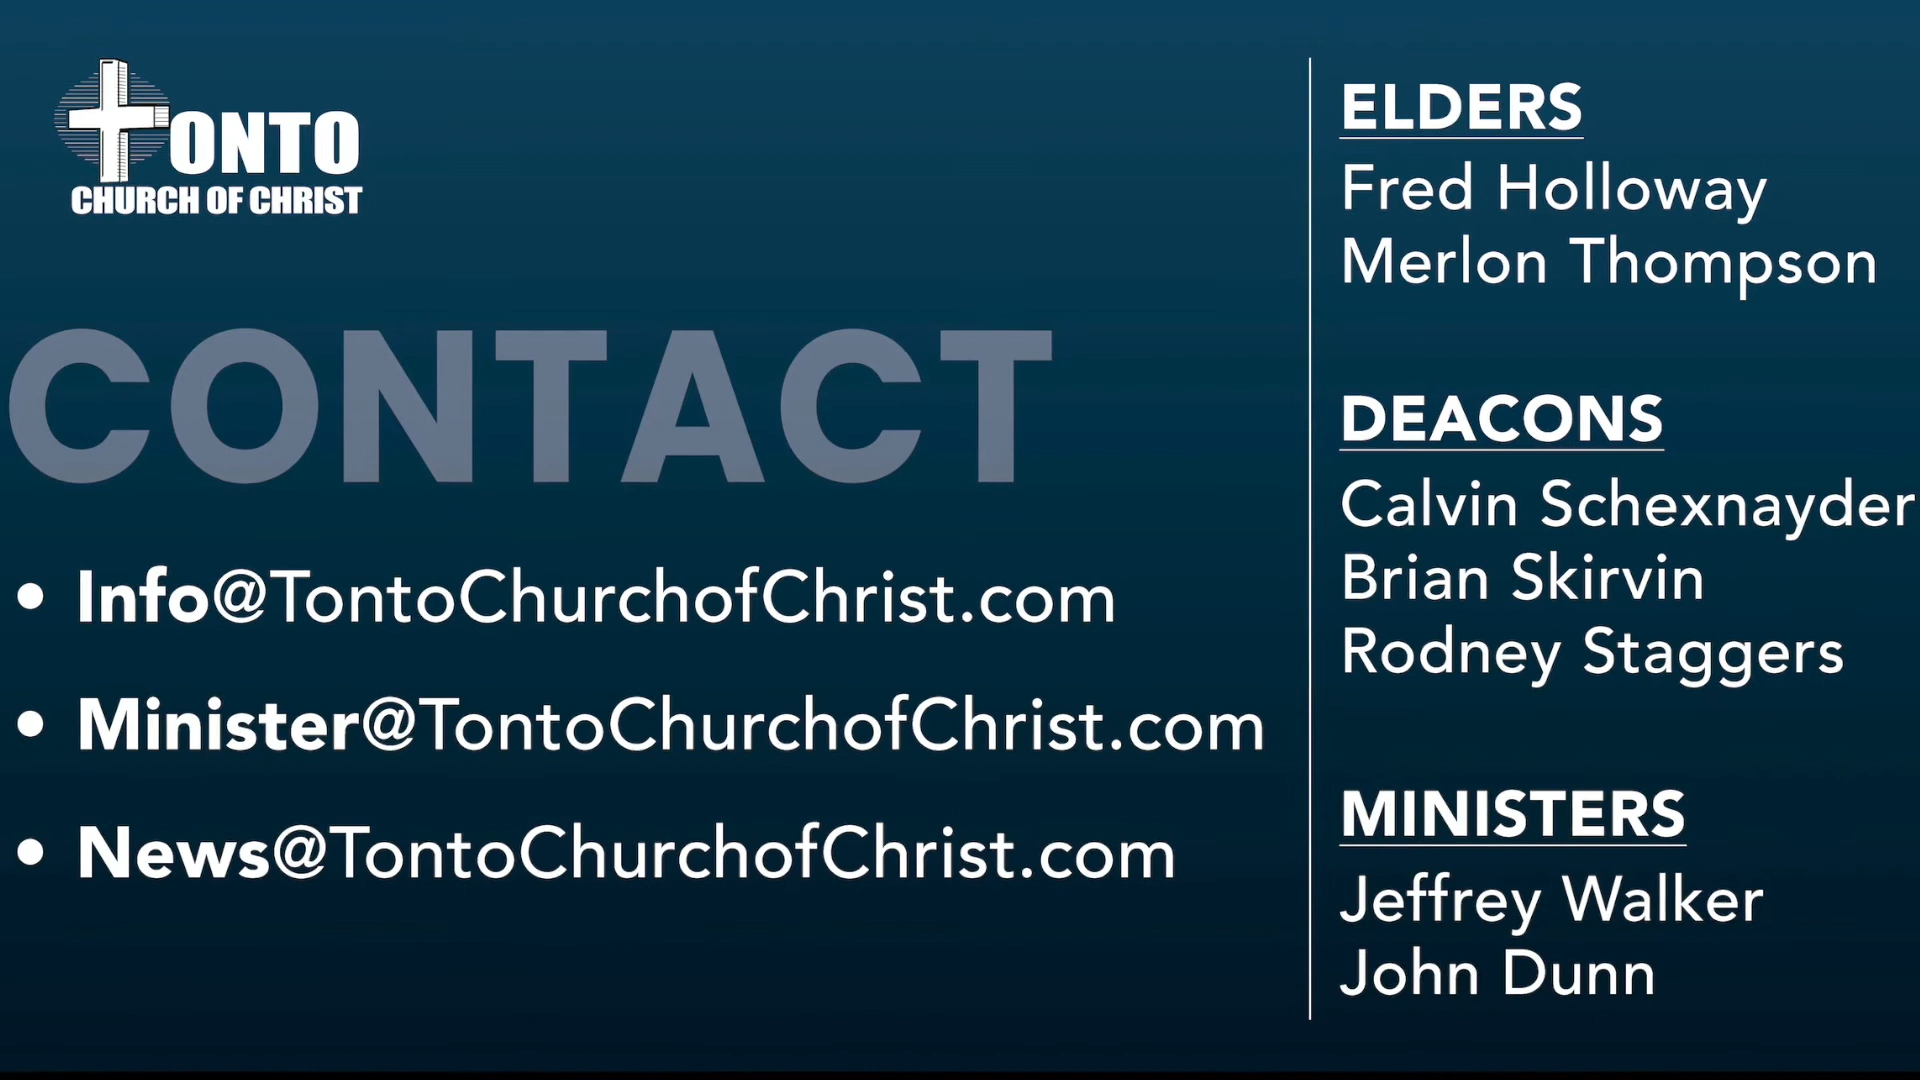 TONTO
CHURCH OF CHRIST
CONTACT
• Info@TontoChurchofChrist.com
• Minister@TontoChurchofChrist.com
• News@TontoChurchofChrist.com
ELDERS
Fred Holloway
Merlon Thompson
DEACONS
Calvin Schexnayder
Brian Skirvin
Rodney Staggers
MINISTERS
Jeffrey Walker
John Dunn